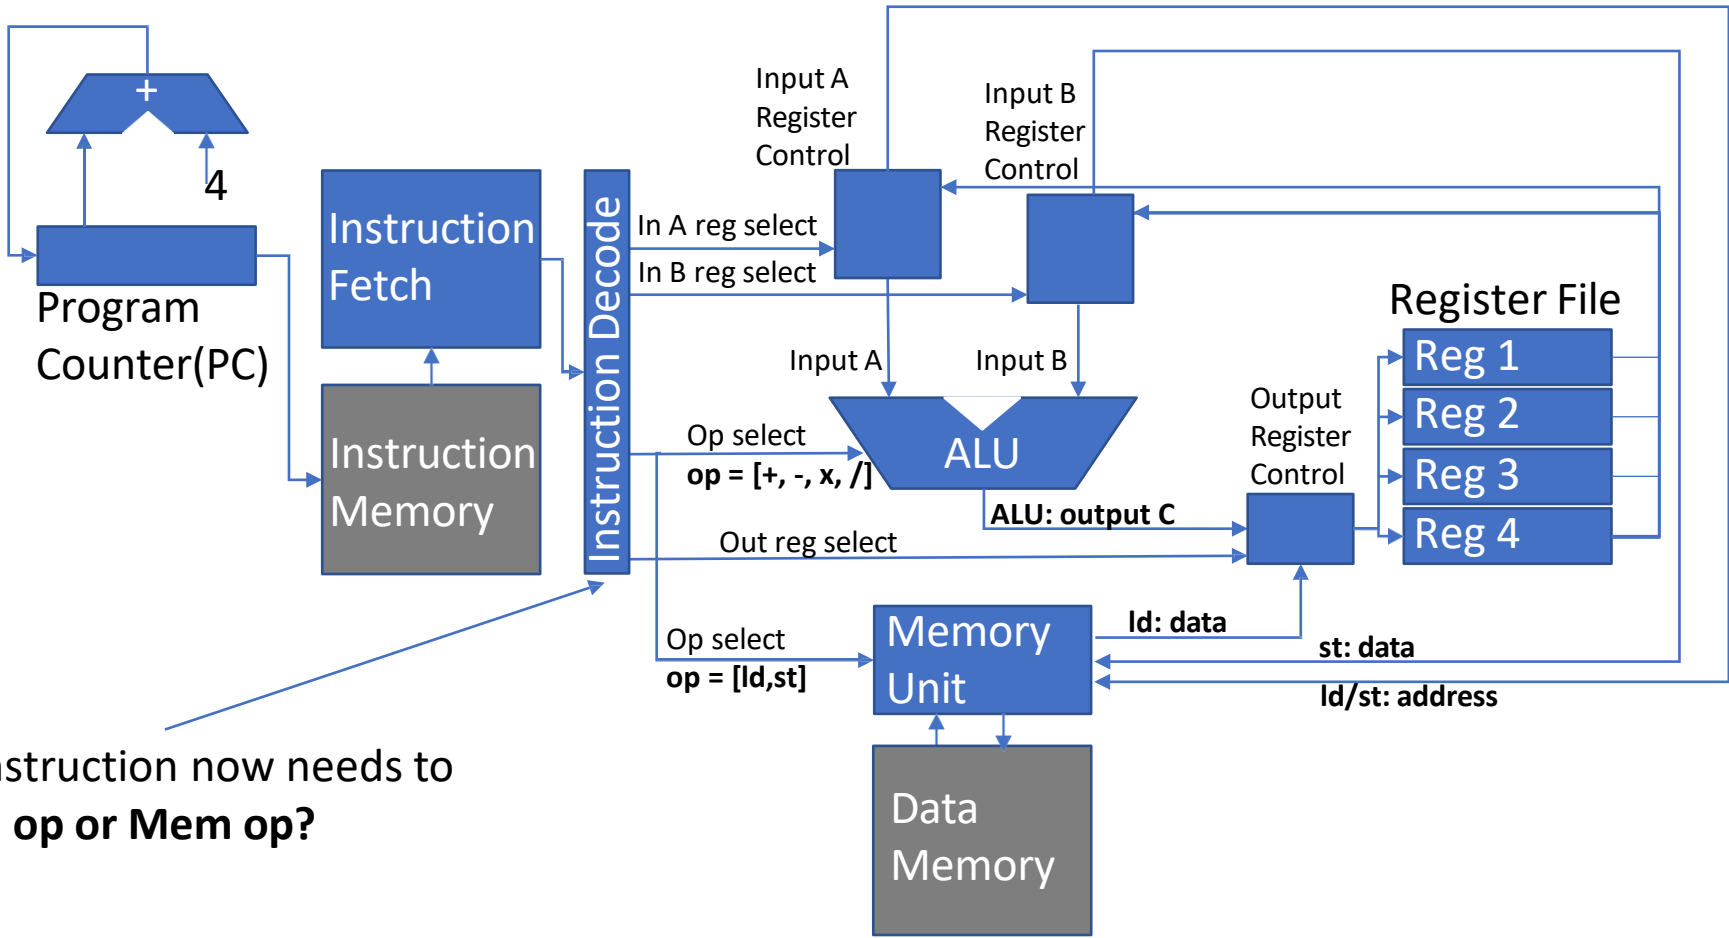 +
4
Program
Counter(PC)
Instruction
Fetch
Instruction
Memory
Instruction Decode
Input A
Register
Control
Input B
Register
Control
In A reg select
In B reg select
Input A
Input B
Op select
op = [+, -, x, /]
ALU
ALU: output C
Out reg select
Output
Register
Control
Register File
Reg 1
Reg 2
Reg 3
Reg 4
Op select
op = [ld,st]
Memory
Unit
ld: data
st: data
ld/st: address
Data
Memory
now needs to
op or Mem op?